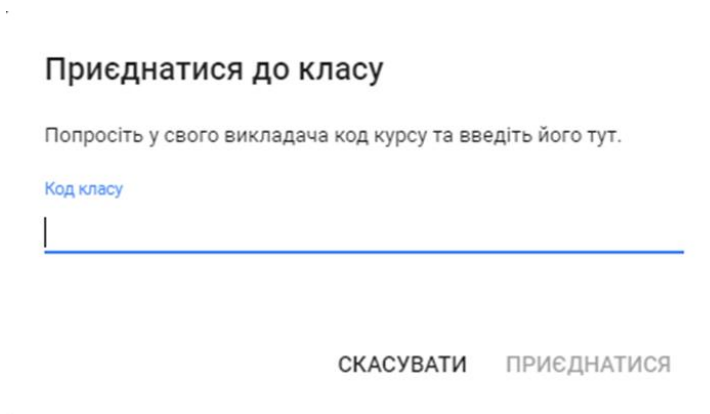 Приєднатися до класу
Попросіть у свого викладача код курсу та введіть його тут.
Код класу
СКАСУВАТИ ПРИЄДНАТИСЯ